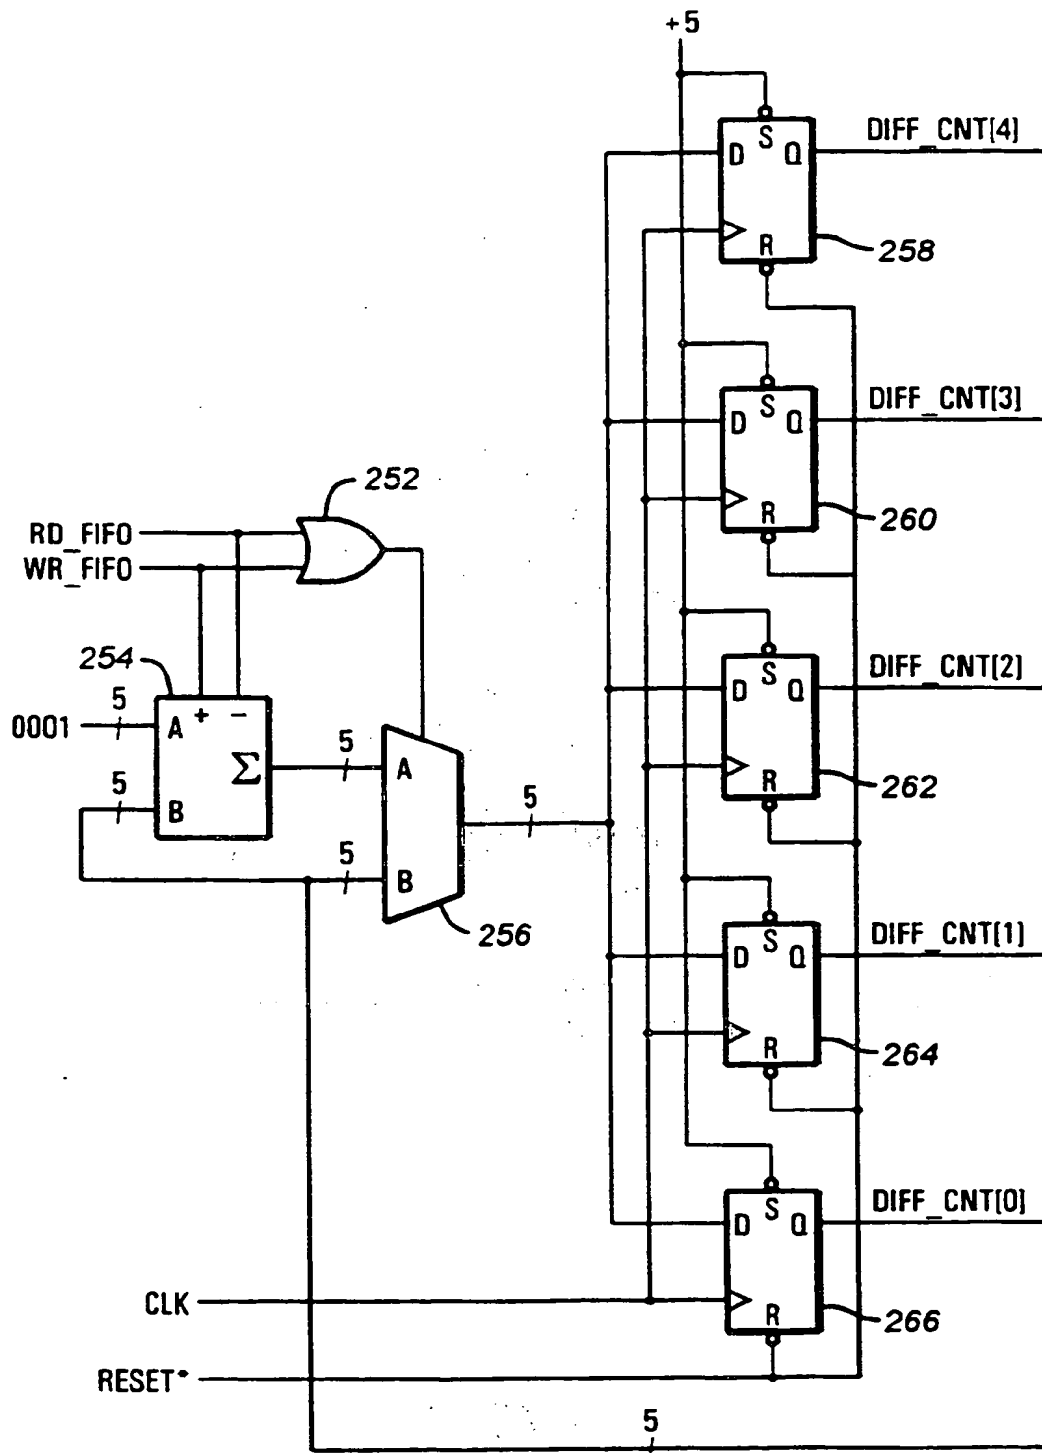 +5
S
D Q
DIFF_CNT[4]
R
258
S
D Q
DIFF_CNT[3]
R
260
252
RD_FIFO
WR_FIFO
254
5
0001
A + -
Σ
5
B
5
A
5
B
256
5
S
D Q
DIFF_CNT[2]
R
262
S
D Q
DIFF_CNT[1]
R
264
S
D Q
DIFF_CNT[0]
R
266
CLK
RESET*
5